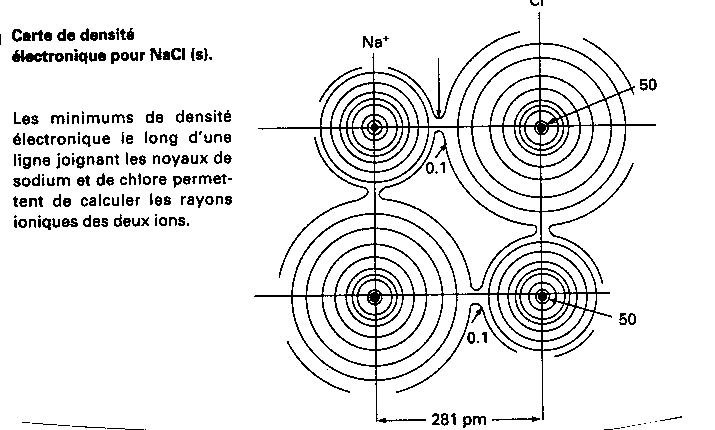 Carte de densité
électronique pour NaCl (s).
Les minimums de densité
électronique le long d'une
ligne joignant les noyaux de
sodium et de chlore permet-
tent de calculer les rayons
ioniques des deux ions.
Cl
Na⁺
50
0.1
50
0.1
281 pm